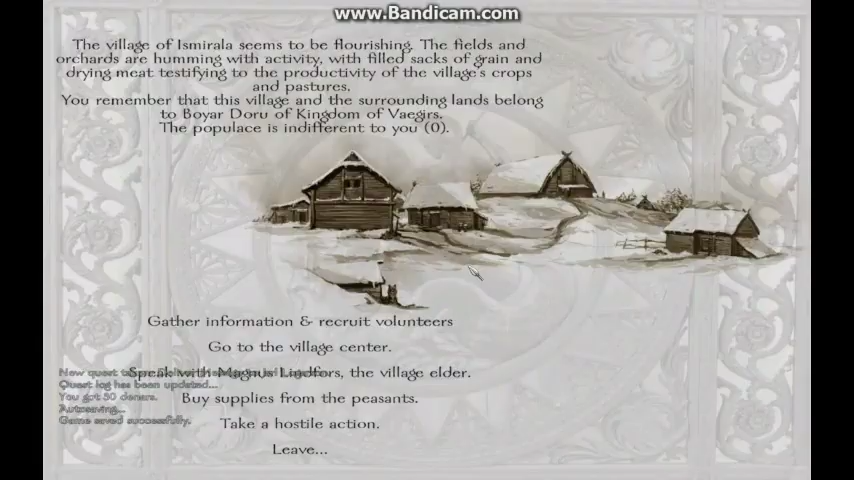 www.Bandicam.com
The village of Ismirala seems to be flourishing. The fields and
orchards are humming with activity, with filled sacks of grain and
drying meat testifying to the productivity of the village's crops
and pastures.
You remember that this village and the surrounding lands belong
to Boyar Doru of Kingdom of Vaegirs.
The populace is indifferent to you (0).
Gather information & recruit volunteers
Go to the village center.
Speak with Magnus Lundfors, the village elder.
New quest
Quest log has been updated...
Buy supplies from the peasants.
You got 30 denars.
Autosaving...
Game saved successfully.
Take a hostile action.
Leave...